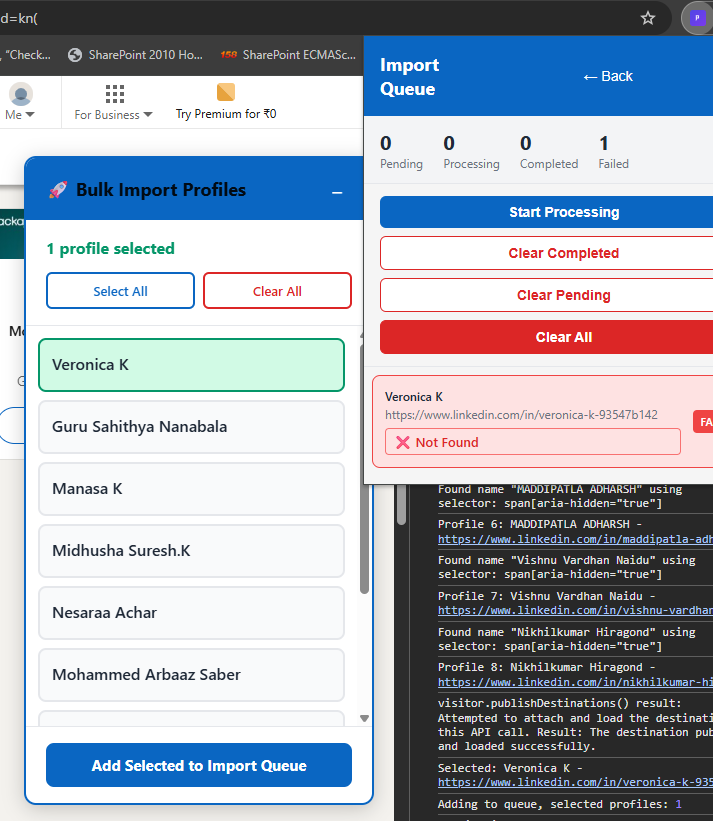 d=kn(
, "Check...
SharePoint 2010 Ho...
158 SharePoint ECMASc...
Me
For Business
Try Premium for ₹0
acka
Bulk Import Profiles
–
1 profile selected
Select All
Clear All
Veronica K
Guru Sahithya Nanabala
Manasa K
Midhusha Suresh.K
Nesaraa Achar
Mohammed Arbaaz Saber
Add Selected to Import Queue
P
Import
Queue
← Back
0
0
0
1
Pending
Processing
Completed
Failed
Start Processing
Clear Completed
Clear Pending
Clear All
Veronica K
https://www.linkedin.com/in/veronica-k-93547b142
❌ Not Found
FA
Found name "MADDIPATLA ADHARSH" using
selector: span[aria-hidden="true"]
Profile 6: MADDIPATLA ADHARSH -
https://www.linkedin.com/in/maddipatla-adh
Found name "Vishnu Vardhan Naidu" using
selector: span[aria-hidden="true"]
Profile 7: Vishnu Vardhan Naidu -
https://www.linkedin.com/in/vishnu-vardhan
Found name "Nikhilkumar Hiragond" using
selector: span[aria-hidden="true"]
Profile 8: Nikhilkumar Hiragond -
https://www.linkedin.com/in/nikhilkumar-hi
visitor.publishDestinations() result:
Attempted to attach and load the destinati
this API call. Result: The destination pub
and loaded successfully.
Selected: Veronica K -
https://www.linkedin.com/in/veronica-k-935
Adding to queue, selected profiles: 1